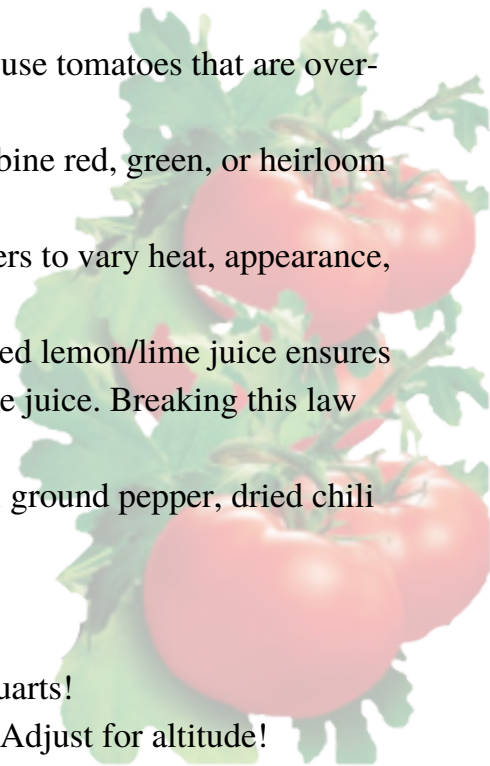 use tomatoes that are over-
bine red, green, or heirloom
ers to vary heat, appearance,
ed lemon/lime juice ensures
e juice. Breaking this law
ground pepper, dried chili
uarts!
Adjust for altitude!